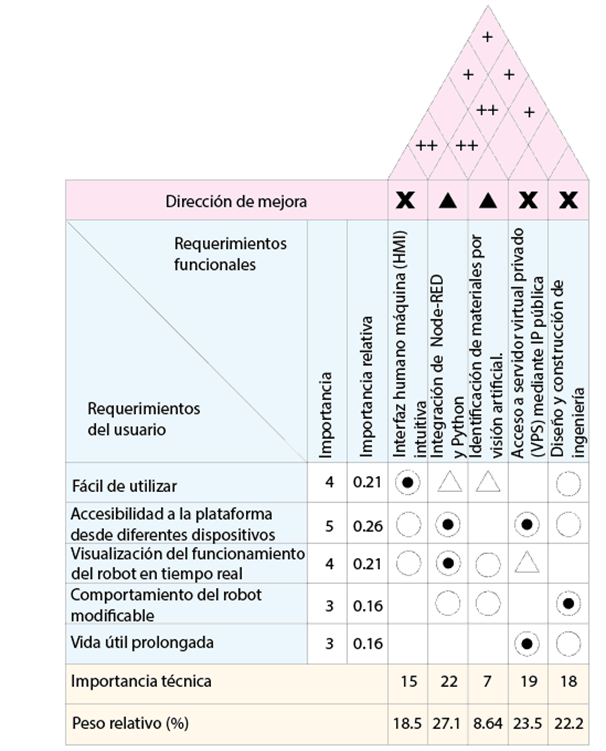 +
+ +
++ +
++ ++
Dirección de mejora X ▲ ▲ X X
Requerimientos
funcionales
Requerimientos
del usuario
Importancia
Importancia relativa
Interfaz humano máquina (HMI)
intuitiva
Integración de Node-RED
y Python
Identificación de materiales por
visión artificial.
Acceso a servidor virtual privado
(VPS) mediante IP pública
Diseño y construcción de
ingeniería
Fácil de utilizar 4 0.21
Accesibilidad a la plataforma
desde diferentes dispositivos 5 0.26
Visualización del funcionamiento
del robot en tiempo real 4 0.21
Comportamiento del robot
modificable 3 0.16
Vida útil prolongada 3 0.16
Importancia técnica 15 22 7 19 18
Peso relativo (%) 18.5 27.1 8.64 23.5 22.2